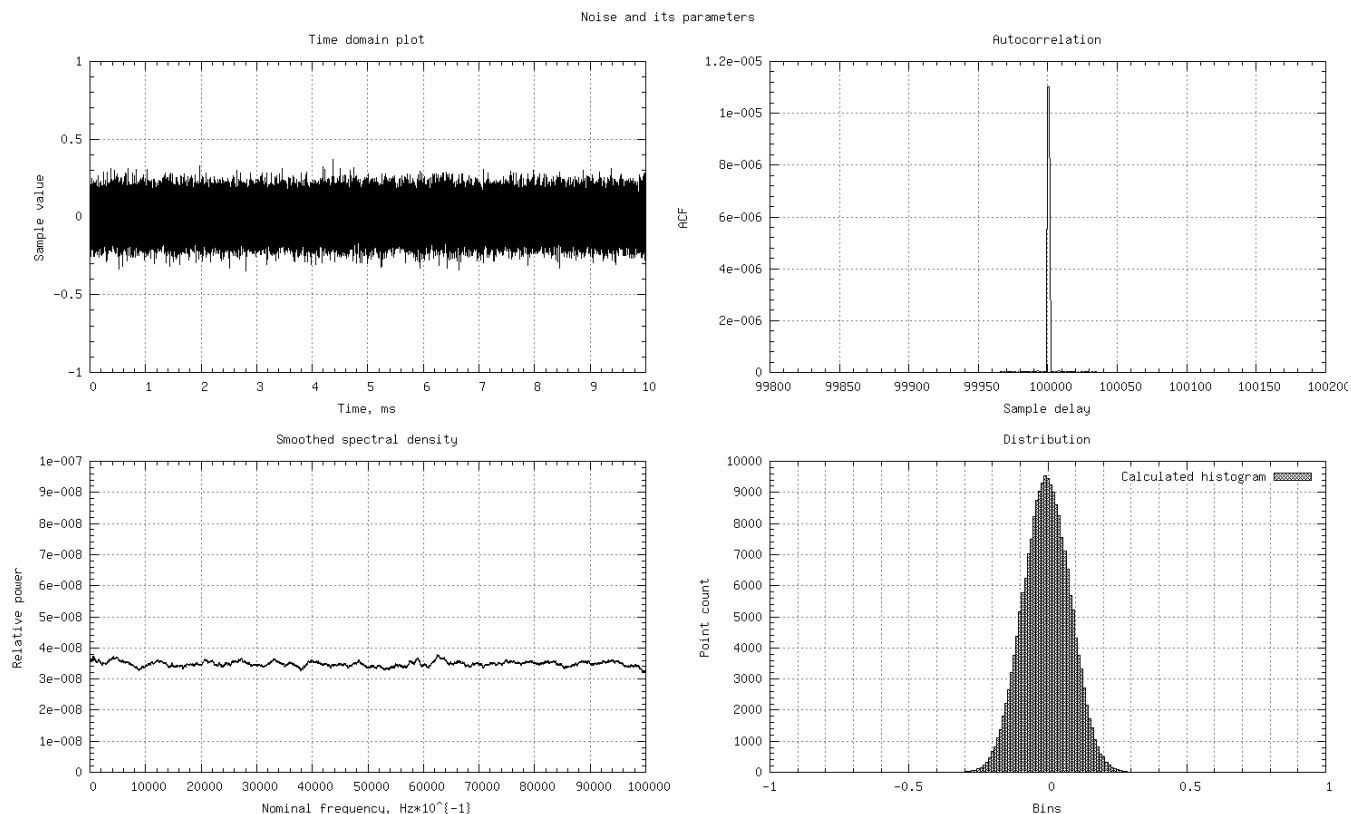 Noise and its parameters
Time domain plot
1
0.5
0
-0.5
-1
Sample value
0 1 2 3 4 5 6 7 8 9 10
Time, ms
Autocorrelation
1.2e-005
1e-005
8e-006
6e-006
4e-006
2e-006
0
ACF
99800 99850 99900 99950 100000 100050 100100 100150 100200
Sample delay
Smoothed spectral density
1e-007
9e-008
8e-008
7e-008
6e-008
5e-008
4e-008
3e-008
2e-008
1e-008
0
Relative power
0 10000 20000 30000 40000 50000 60000 70000 80000 90000 100000
Nominal frequency, Hz*10^{-1}
Distribution
Calculated histogram
10000
9000
8000
7000
6000
5000
4000
3000
2000
1000
0
Point count
-1 -0.5 0 0.5 1
Bins